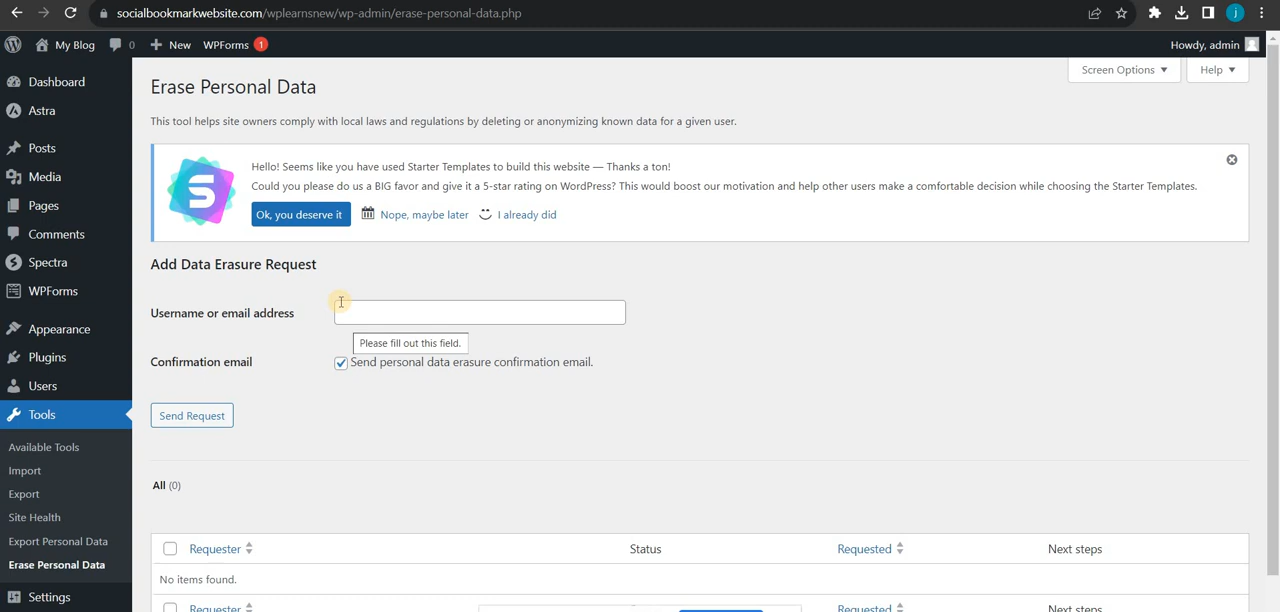 socialbookmarkwebsite.com/wplearnsnew/wp-admin/erase-personal-data.php
j
My Blog 0 New WPForms 1
Howdy, admin
Dashboard
Astra
Posts
Media
Pages
Comments
Spectra
WPForms
Appearance
Plugins
Users
Tools
Available Tools
Import
Export
Site Health
Export Personal Data
Erase Personal Data
Settings
Screen Options ▼ Help ▼
Erase Personal Data
This tool helps site owners comply with local laws and regulations by deleting or anonymizing known data for a given user.
Hello! Seems like you have used Starter Templates to build this website — Thanks a ton!
Could you please do us a BIG favor and give it a 5-star rating on WordPress? This would boost our motivation and help other users make a comfortable decision while choosing the Starter Templates.
Ok, you deserve it Nope, maybe later I already did
Add Data Erasure Request
Username or email address
Please fill out this field.
Confirmation email Send personal data erasure confirmation email.
Send Request
All (0)
Requester Status Requested Next steps
No items found.
Requester Requested Next steps